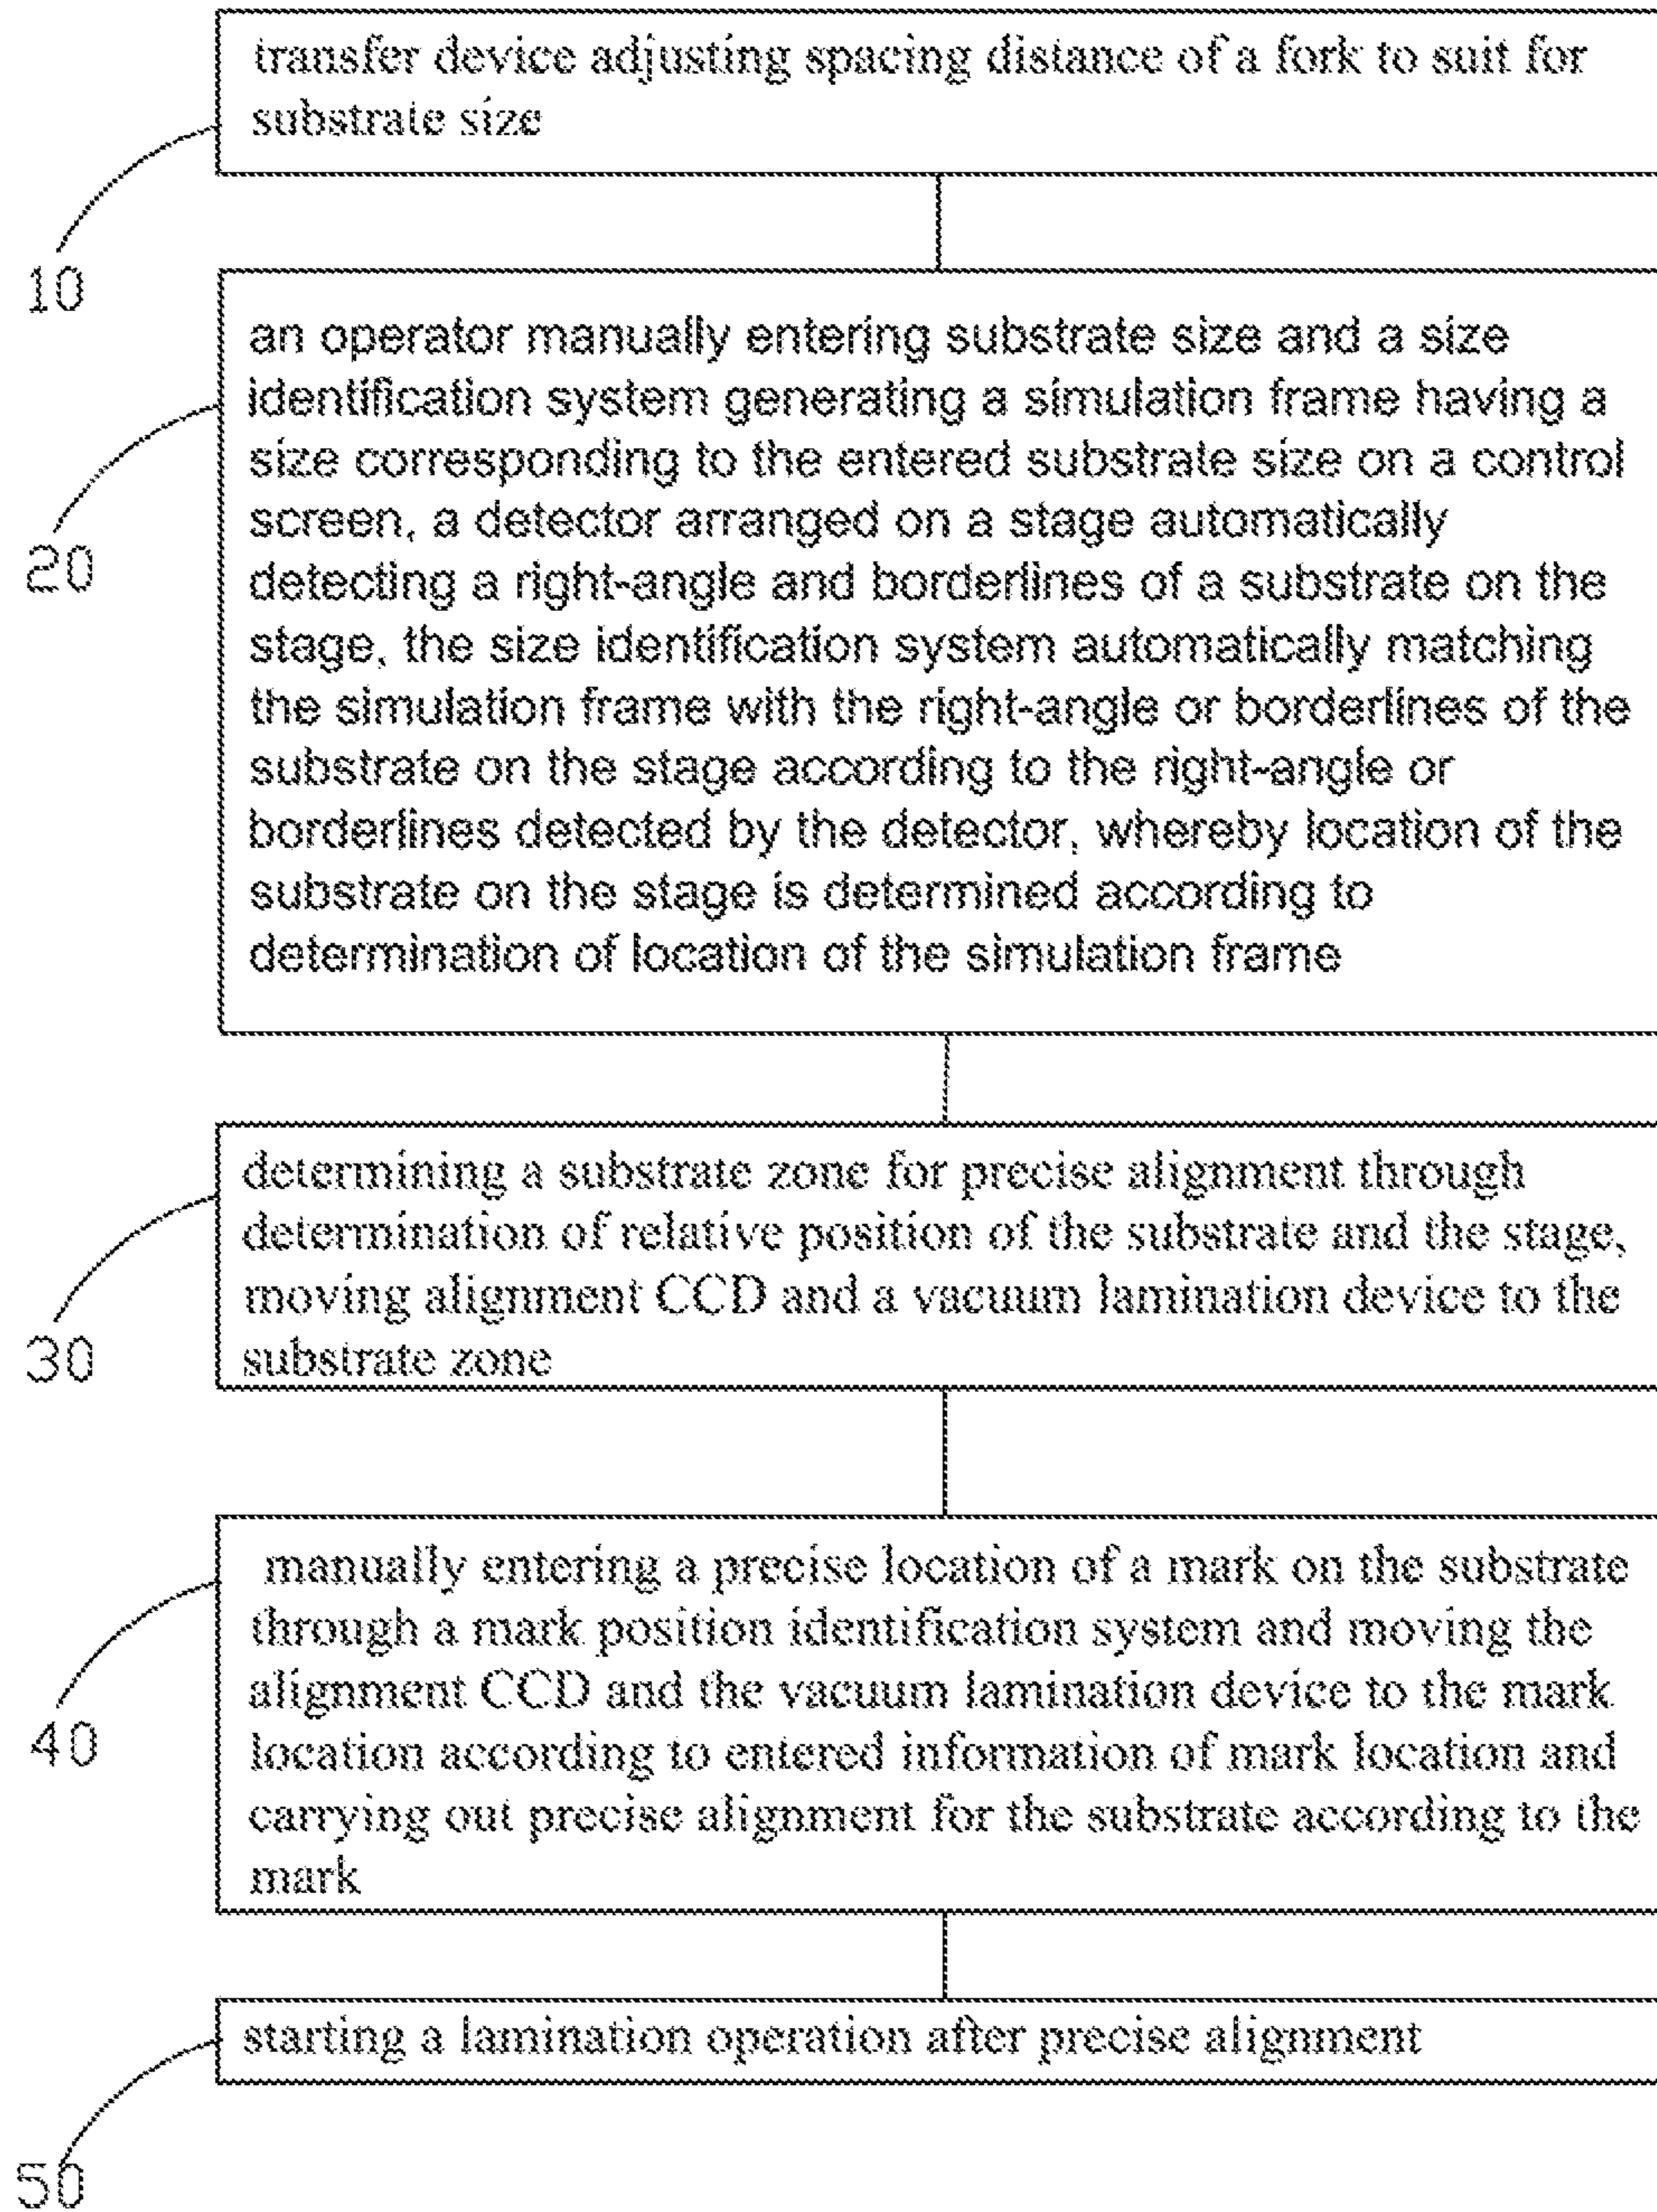 transfer device adjusting spacing distance of a fork to suit for
substrate size
10
an operator manually entering substrate size and a size
identification system generating a simulation frame having a
size corresponding to the entered substrate size on a control
screen, a detector arranged on a stage automatically
detecting a right-angle and borderlines of a substrate on the
stage, the size identification system automatically matching
the simulation frame with the right-angle or borderlines of the
substrate on the stage according to the right-angle or
borderlines detected by the detector, whereby location of the
substrate on the stage is determined according to
determination of location of the simulation frame
20
determining a substrate zone for precise alignment through
determination of relative position of the substrate and the stage,
moving alignment CCD and a vacuum lamination device to the
substrate zone
30
manually entering a precise location of a mark on the substrate
through a mark position identification system and moving the
alignment CCD and the vacuum lamination device to the mark
location according to entered information of mark location and
carrying out precise alignment for the substrate according to the
mark
40
starting a lamination operation after precise alignment
50